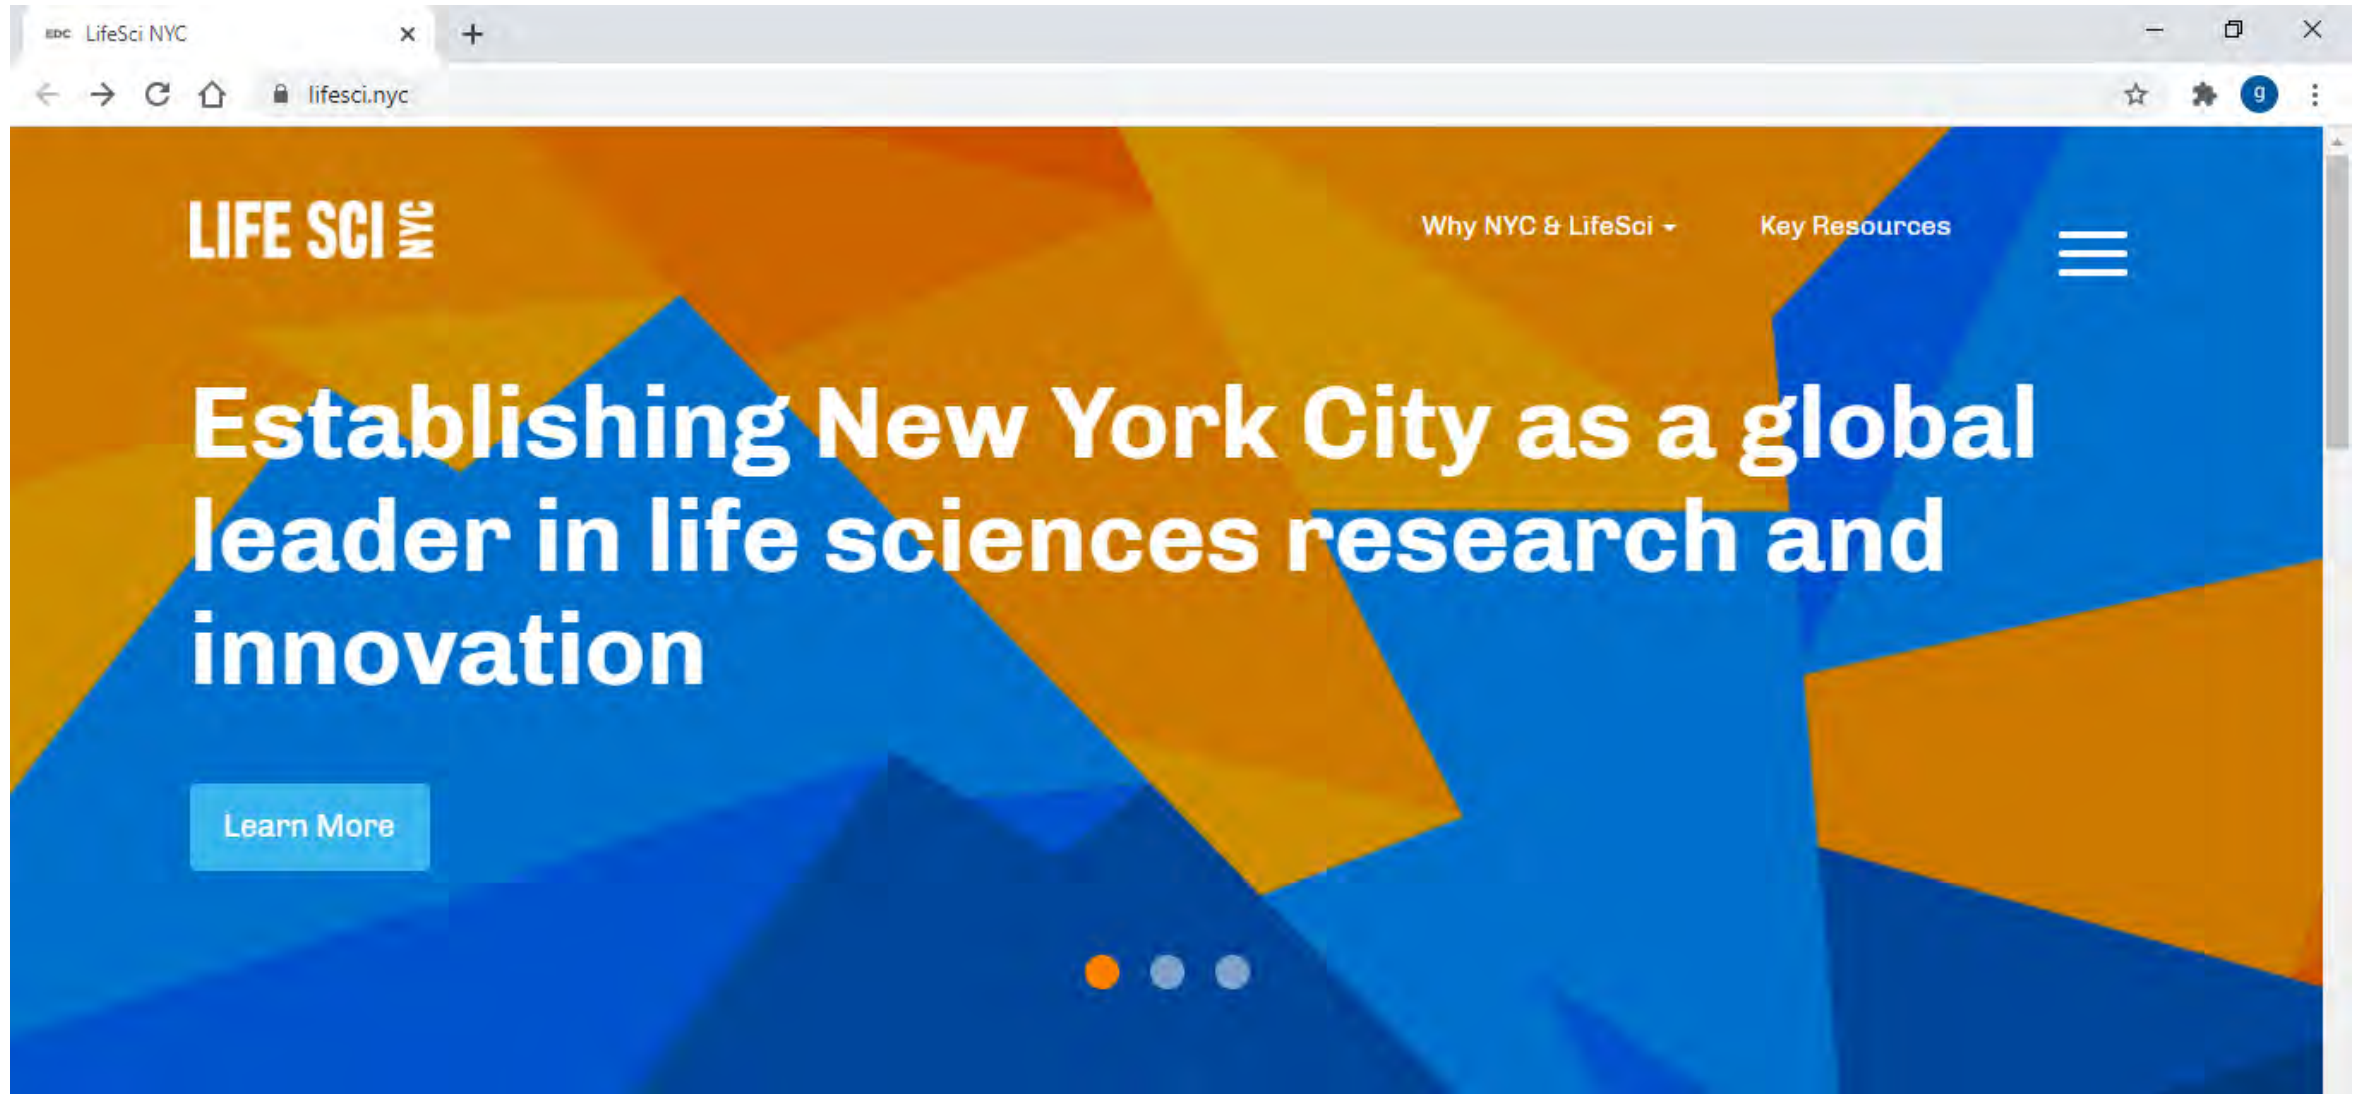 EDC LifeSci NYC
lifesci.nyc
g
LIFE SCI NYC
Why NYC & LifeSci
Key Resources
Establishing New York City as a global
leader in life sciences research and
innovation
Learn More